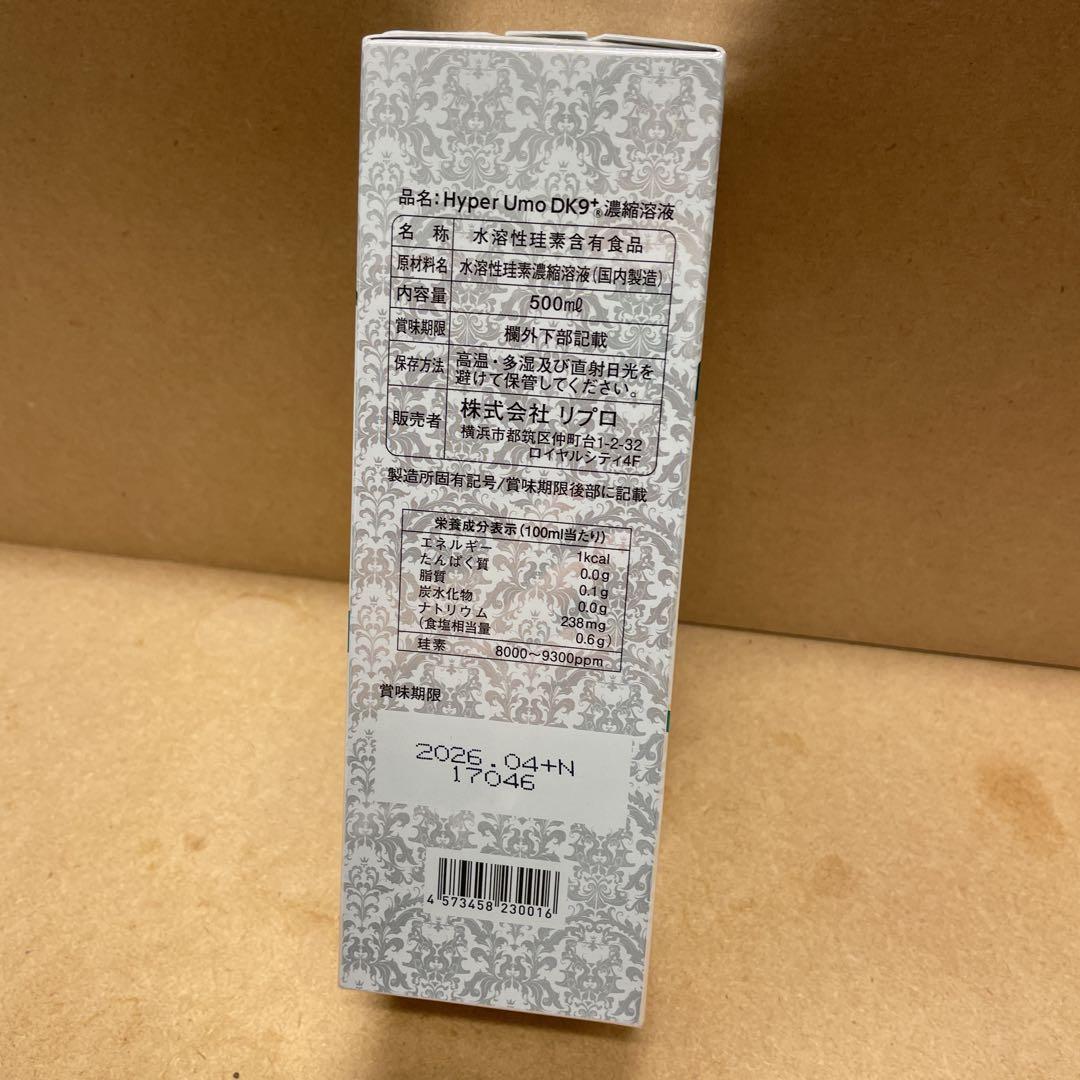 品名：Hyper Umo DK9⁺®濃縮溶液
名　称　水溶性珪素含有食品
原材料名　水溶性珪素濃縮溶液（国内製造）
内容量　500㎖
賞味期限　欄外下部記載
保存方法　高温・多湿及び直射日光を
避けて保管してください。
販売者　株式会社 リプロ
横浜市都筑区仲町台1-2-32
ロイヤルシティ4F
製造所固有記号/賞味期限後部に記載
栄養成分表示（100ml当たり）
エネルギー　1kcal
たんぱく質　0.0g
脂質　0.1g
炭水化物　0.0g
ナトリウム　238mg
（食塩相当量　0.6g）
珪素　8000～9300ppm
賞味期限
2026.04+N
17046
4 573458 230016